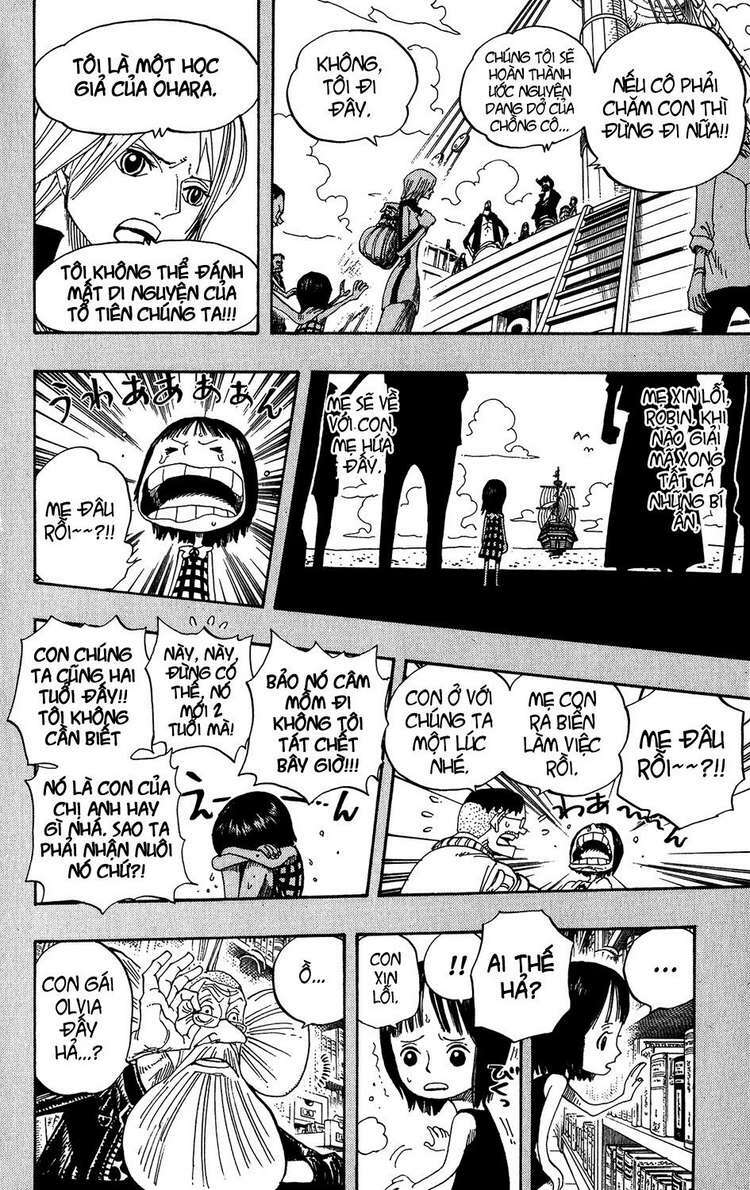 NẾU CÔ PHẢI
CHĂM CON THÌ
ĐỪNG ĐI NỮA!!
CHÚNG TÔI SẼ
HOÀN THÀNH
ƯỚC NGUYỆN
DANG DỞ CỦA
CHỒNG CÔ...
KHÔNG,
TÔI ĐI
ĐÂY.
TÔI LÀ MỘT HỌC
GIẢ CỦA OHARA.
TÔI KHÔNG THỂ ĐÁNH
MẤT DI NGUYỆN CỦA
TỔ TIÊN CHÚNG TA!!!
MẸ XIN LỖI,
ROBIN. KHI
NÀO GIẢI
MÃ XONG
TẤT CẢ
NHỮNG BÍ
ẨN,
MẸ SẼ VỀ
VỚI CON,
MẸ HỨA
ĐẤY.
うわぁあぁあぁん
MẸ ĐÂU
RỒI~~?!!
MẸ ĐÂU
RỒI~~?!!
MẸ CON
RA BIỂN
LÀM VIỆC
RỒI.
CON Ở VỚI
CHÚNG TA
MỘT LÚC
NHÉ.
わあ〜〜ん
BẢO NÓ CÂM
MỒM ĐI
KHÔNG TÔI
TÁT CHẾT
BÂY GIỜ!!!
NÀY, NÀY,
ĐỪNG CÓ
THẾ, NÓ
MỚI 2
TUỔI MÀ!
CON CHÚNG
TA CŨNG HAI
TUỔI ĐẤY!!
TÔI KHÔNG
CẦN BIẾT
NÓ LÀ CON CỦA
CHỊ ANH HAY
GÌ NHÁ. SAO TA
PHẢI NHẬN NUÔI
NÓ CHỨ?!
えーーーん
...
AI THẾ
HẢ?
!!
CON
XIN LỖI.
Ồ...
CON GÁI
OLVIA
ĐẤY
HẢ...?